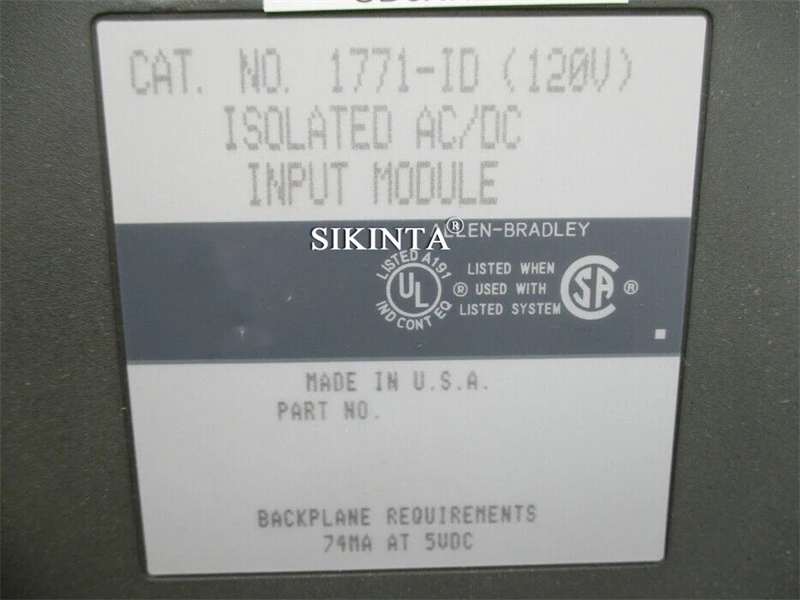 CAT. NO. 1771-ID (120V)
ISOLATED AC/DC
INPUT MODULE
SIKINTA®
ALLEN-BRADLEY
LISTED A191
UL
IND CONT EQ
®
LISTED WHEN
USED WITH
LISTED SYSTEM
SA ®
MADE IN U.S.A.
PART NO.
BACKPLANE REQUIREMENTS
74MA AT 5VDC